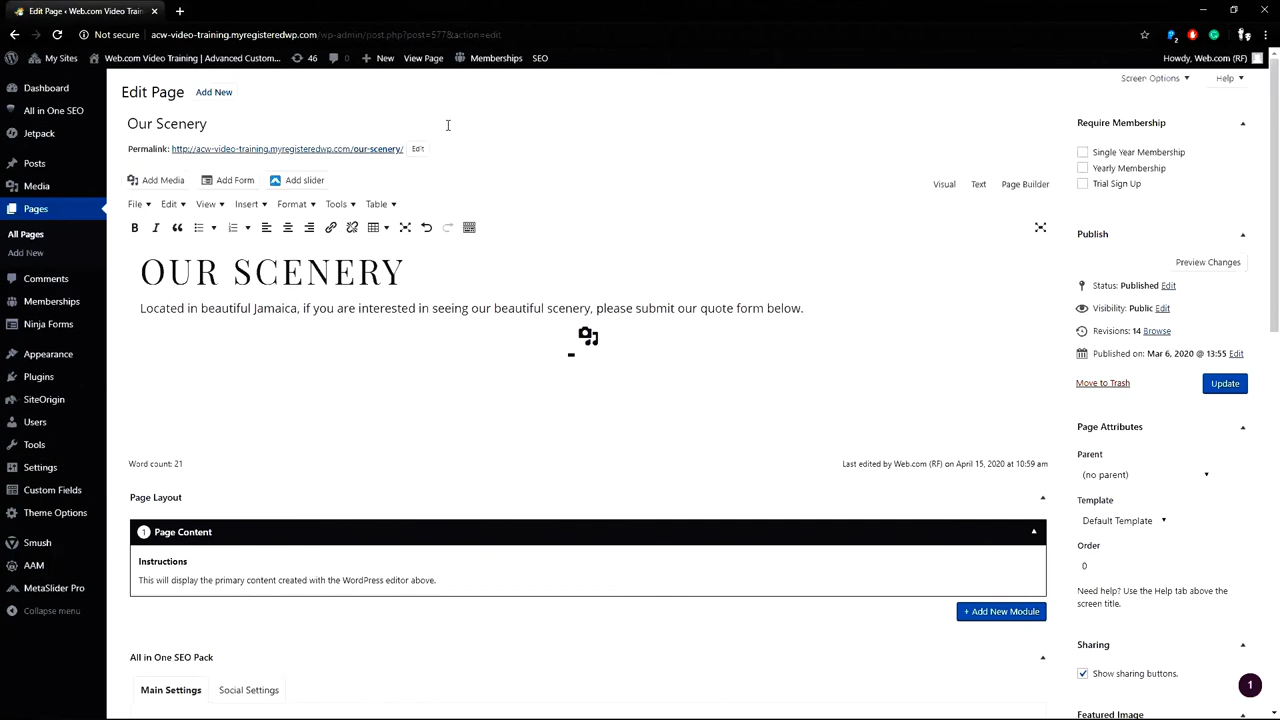 Edit Page ‹ Web.com Video Train
Not secure acw-video-training.myregisteredwp.com/wp-admin/post.php?post=577&action=edit
My Sites Web.com Video Training | Advanced Custom... 46 0 New View Page Memberships SEO Howdy, Web.com (RF)
Dashboard
All in One SEO
Jetpack
Posts
Media
Pages
All Pages
Add New
Comments
Memberships
Ninja Forms
Appearance
Plugins
SiteOrigin
Users
Tools
Settings
Custom Fields
Theme Options
Smush
AAM
MetaSlider Pro
Collapse menu
Screen Options Help
Edit Page Add New
Our Scenery
Permalink: http://acw-video-training.myregisteredwp.com/our-scenery/ Edit
Add Media Add Form Add slider
Visual Text Page Builder
File Edit View Insert Format Tools Table
OUR SCENERY
Located in beautiful Jamaica, if you are interested in seeing our beautiful scenery, please submit our quote form below.
Word count: 21 Last edited by Web.com (RF) on April 15, 2020 at 10:59 am
Page Layout
1 Page Content
Instructions
This will display the primary content created with the WordPress editor above.
+ Add New Module
All in One SEO Pack
Main Settings Social Settings
Require Membership
Single Year Membership
Yearly Membership
Trial Sign Up
Publish
Preview Changes
Status: Published Edit
Visibility: Public Edit
Revisions: 14 Browse
Published on: Mar 6, 2020 @ 13:55 Edit
Move to Trash Update
Page Attributes
Parent
(no parent)
Template
Default Template
Order
0
Need help? Use the Help tab above the
screen title.
Sharing
Show sharing buttons.
1
Featured Image